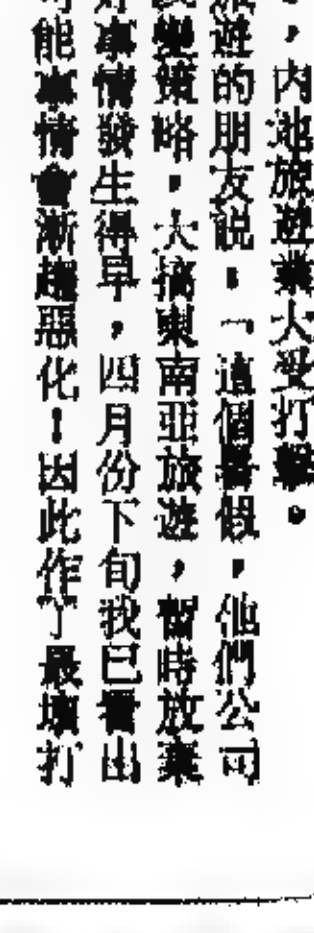 ，內地旅遊業大受打擊。
旅遊的朋友說：「這個暑假，他們公司
改變策略，大搞東南亞旅遊，暫時放棄
好事情發生得早，四月份下旬我已看出
可能事情會漸趨惡化！因此作了最壞打